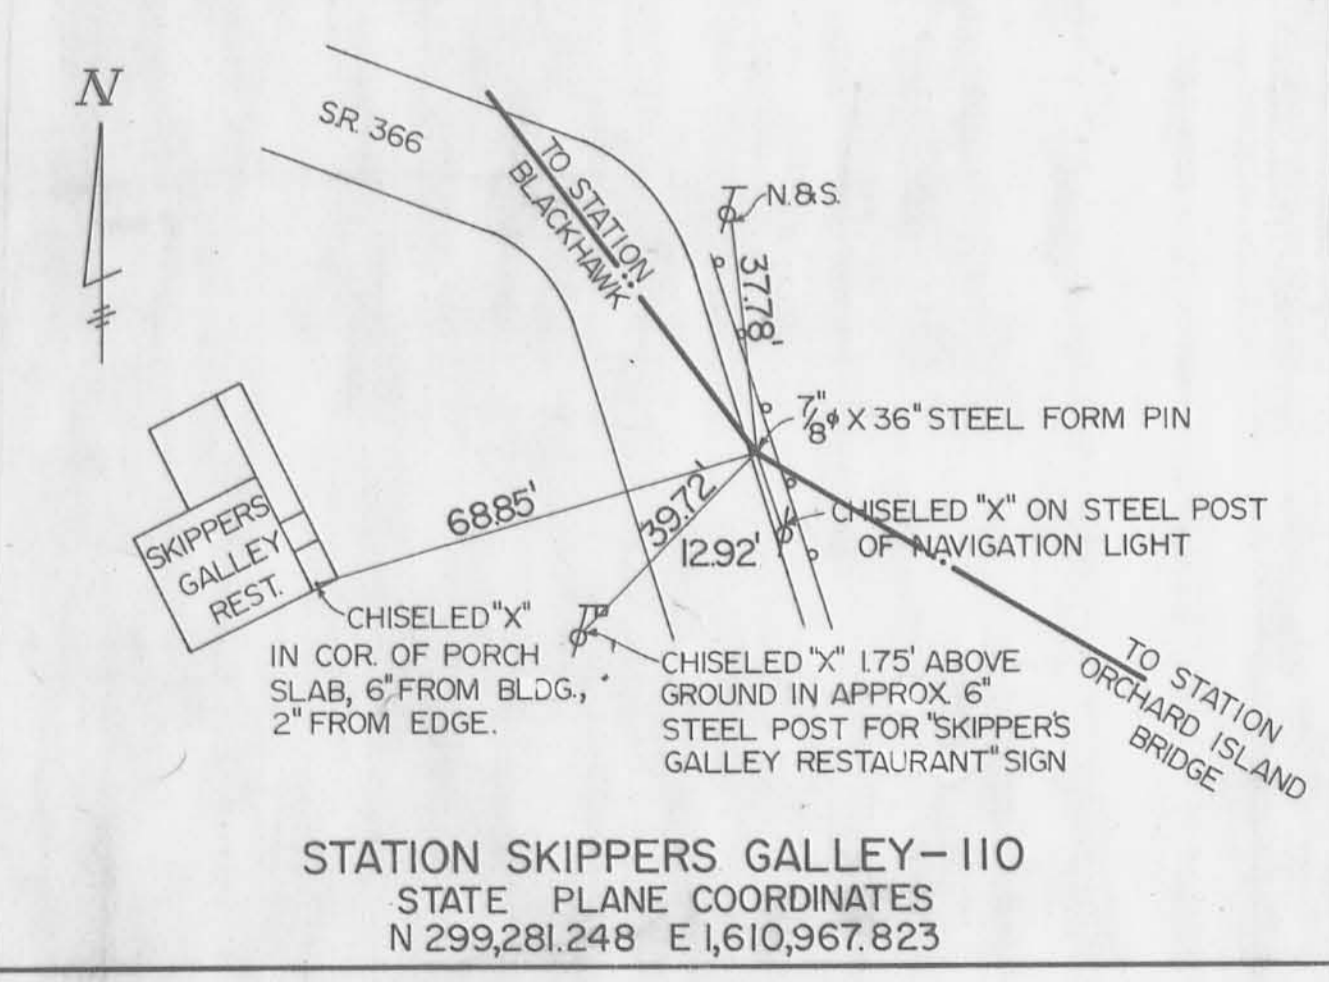 N
S.R. 366
TO STATION
BLACKHAWK
N.&S.
37.78'
7/8"ϕ X 36" STEEL FORM PIN
68.85'
39.72'
12.92'
CHISELED "X" ON STEEL POST
OF NAVIGATION LIGHT
SKIPPERS
GALLEY
REST.
CHISELED "X"
IN COR. OF PORCH
SLAB, 6" FROM BLDG.,
2" FROM EDGE.
CHISELED "X" 1.75' ABOVE
GROUND IN APPROX. 6"
STEEL POST FOR "SKIPPER'S
GALLEY RESTAURANT" SIGN
TO STATION
ORCHARD ISLAND
BRIDGE
STATION SKIPPERS GALLEY-110
STATE PLANE COORDINATES
N 299,281.248 E 1,610,967.823